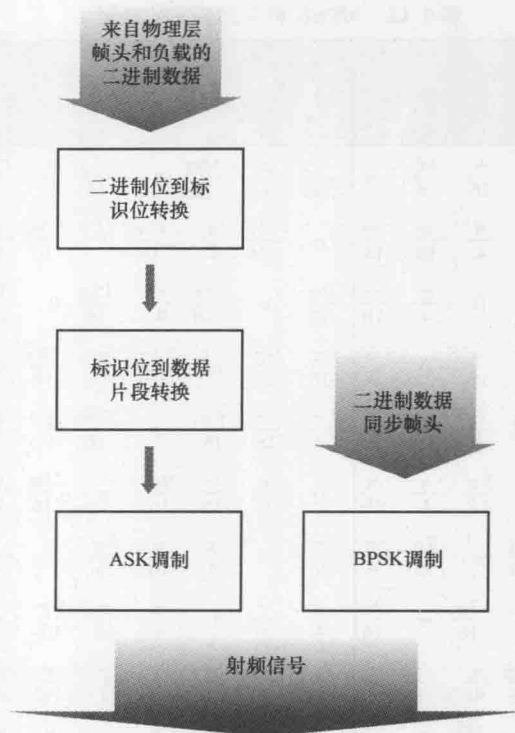 来自物理层
帧头和负载的
二进制数据
二进制位到标
识位转换
标识位到数据
片段转换
二进制数据
同步帧头
ASK调制
BPSK调制
射频信号